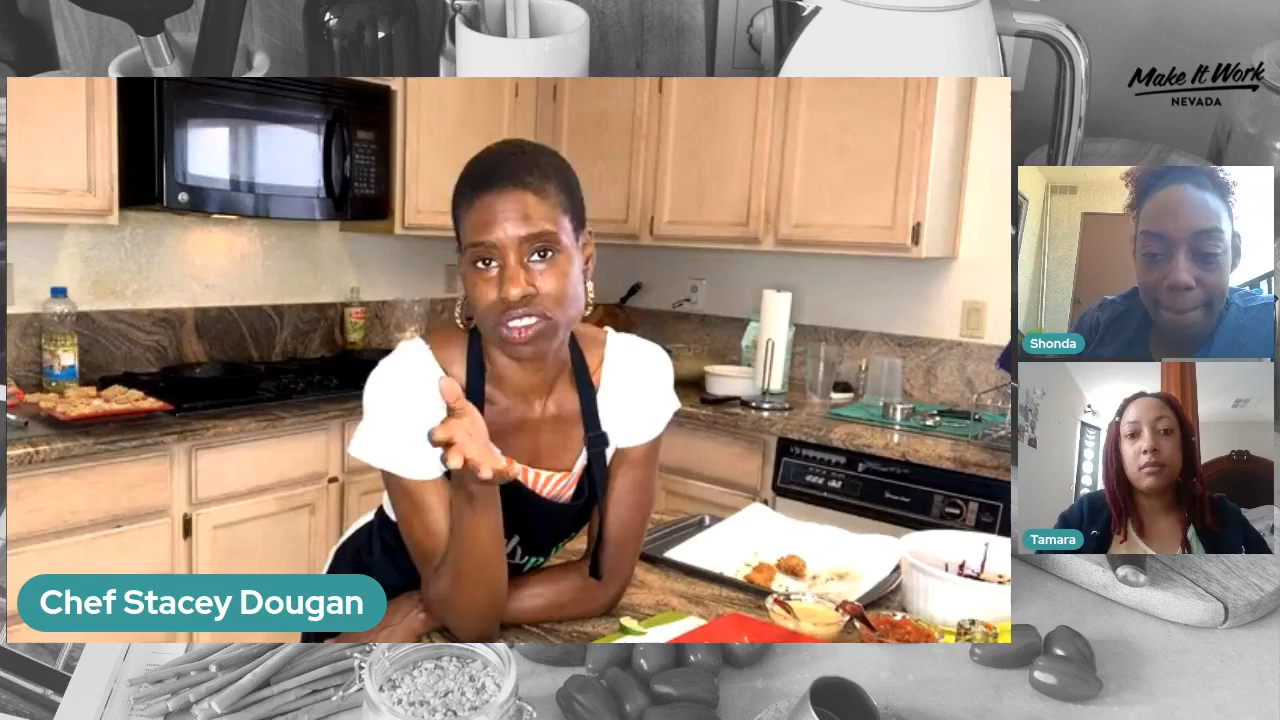 Make It Work
NEVADA
Shonda
Tamara
Chef Stacey Dougan